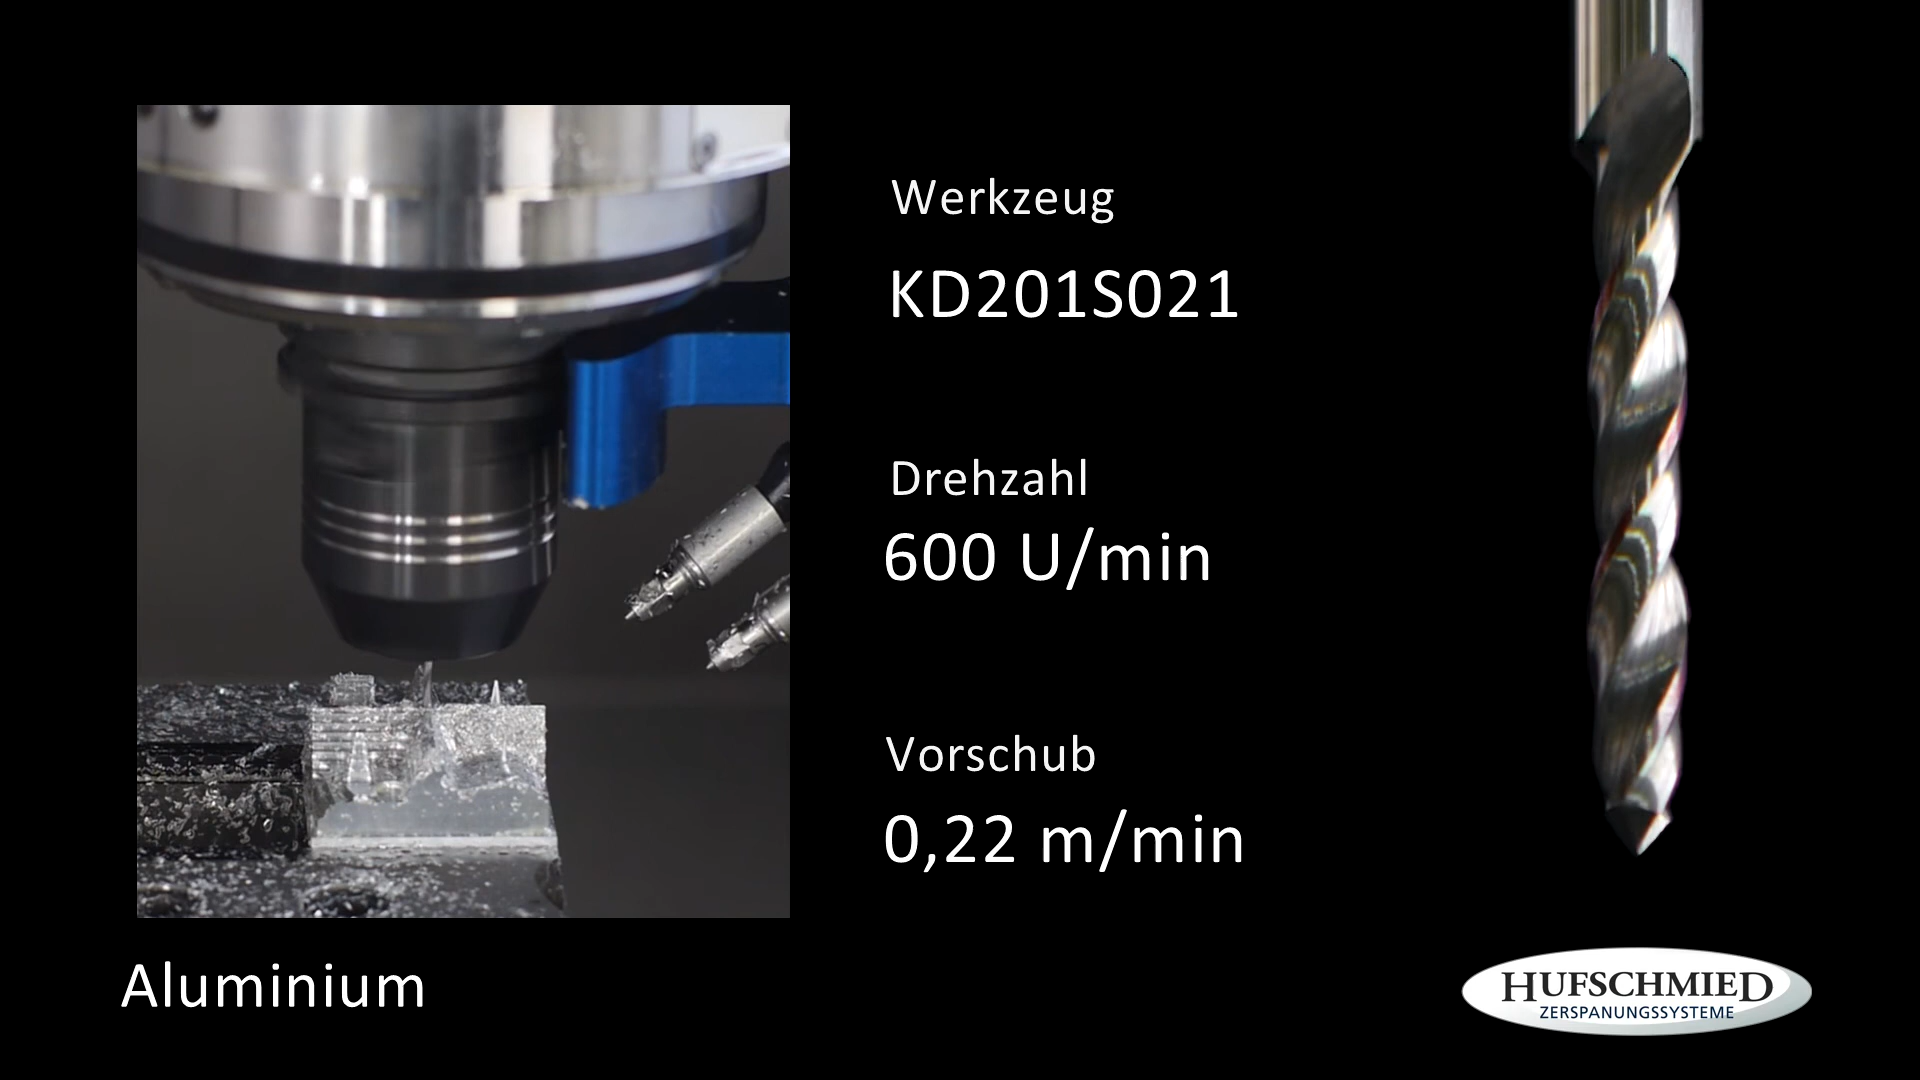 Werkzeug
KD201S021
Drehzahl
600 U/min
Vorschub
0,22 m/min
Aluminium
HUFSCHMIED
ZERSPANUNGSSYSTEME